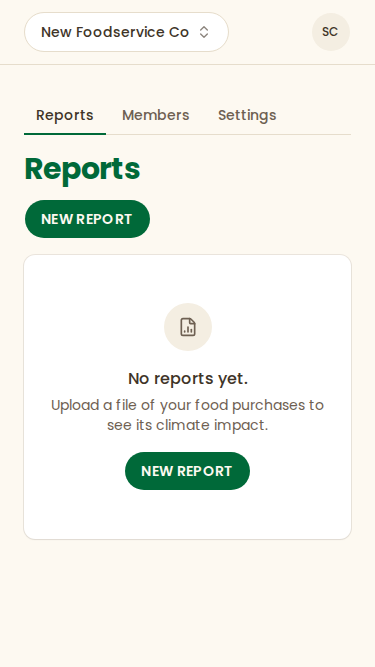 New Foodservice Co
SC
Reports
Members
Settings
Reports
NEW REPORT
No reports yet.
Upload a file of your food purchases to
see its climate impact.
NEW REPORT